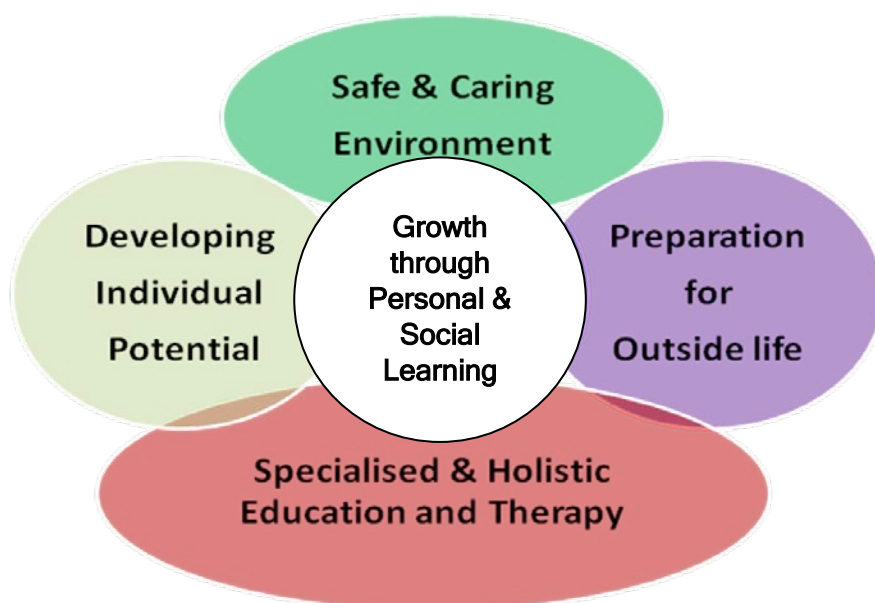 Safe & Caring
Environment
Developing
Individual
Potential
Growth
through
Personal &
Social
Learning
Preparation
for
Outside life
Specialised & Holistic
Education and Therapy